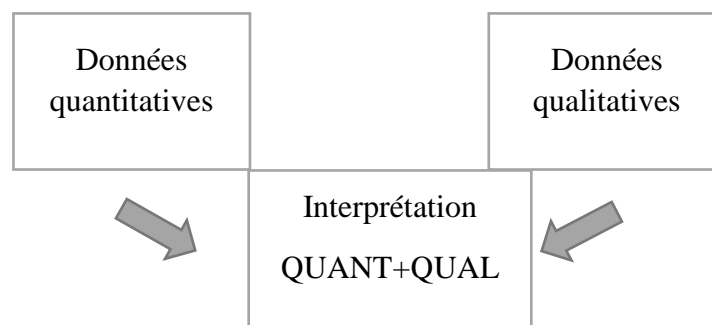 Données
quantitatives
Données
qualitatives
Interprétation
QUANT+QUAL